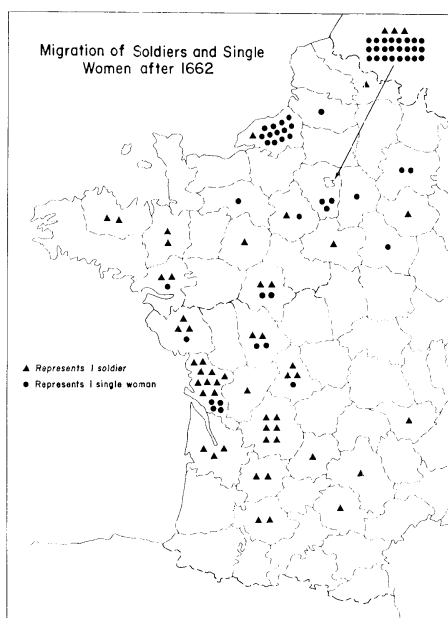 Migration of Soldiers and Single
Women after 1662
Represents 1 soldier
Represents 1 single woman